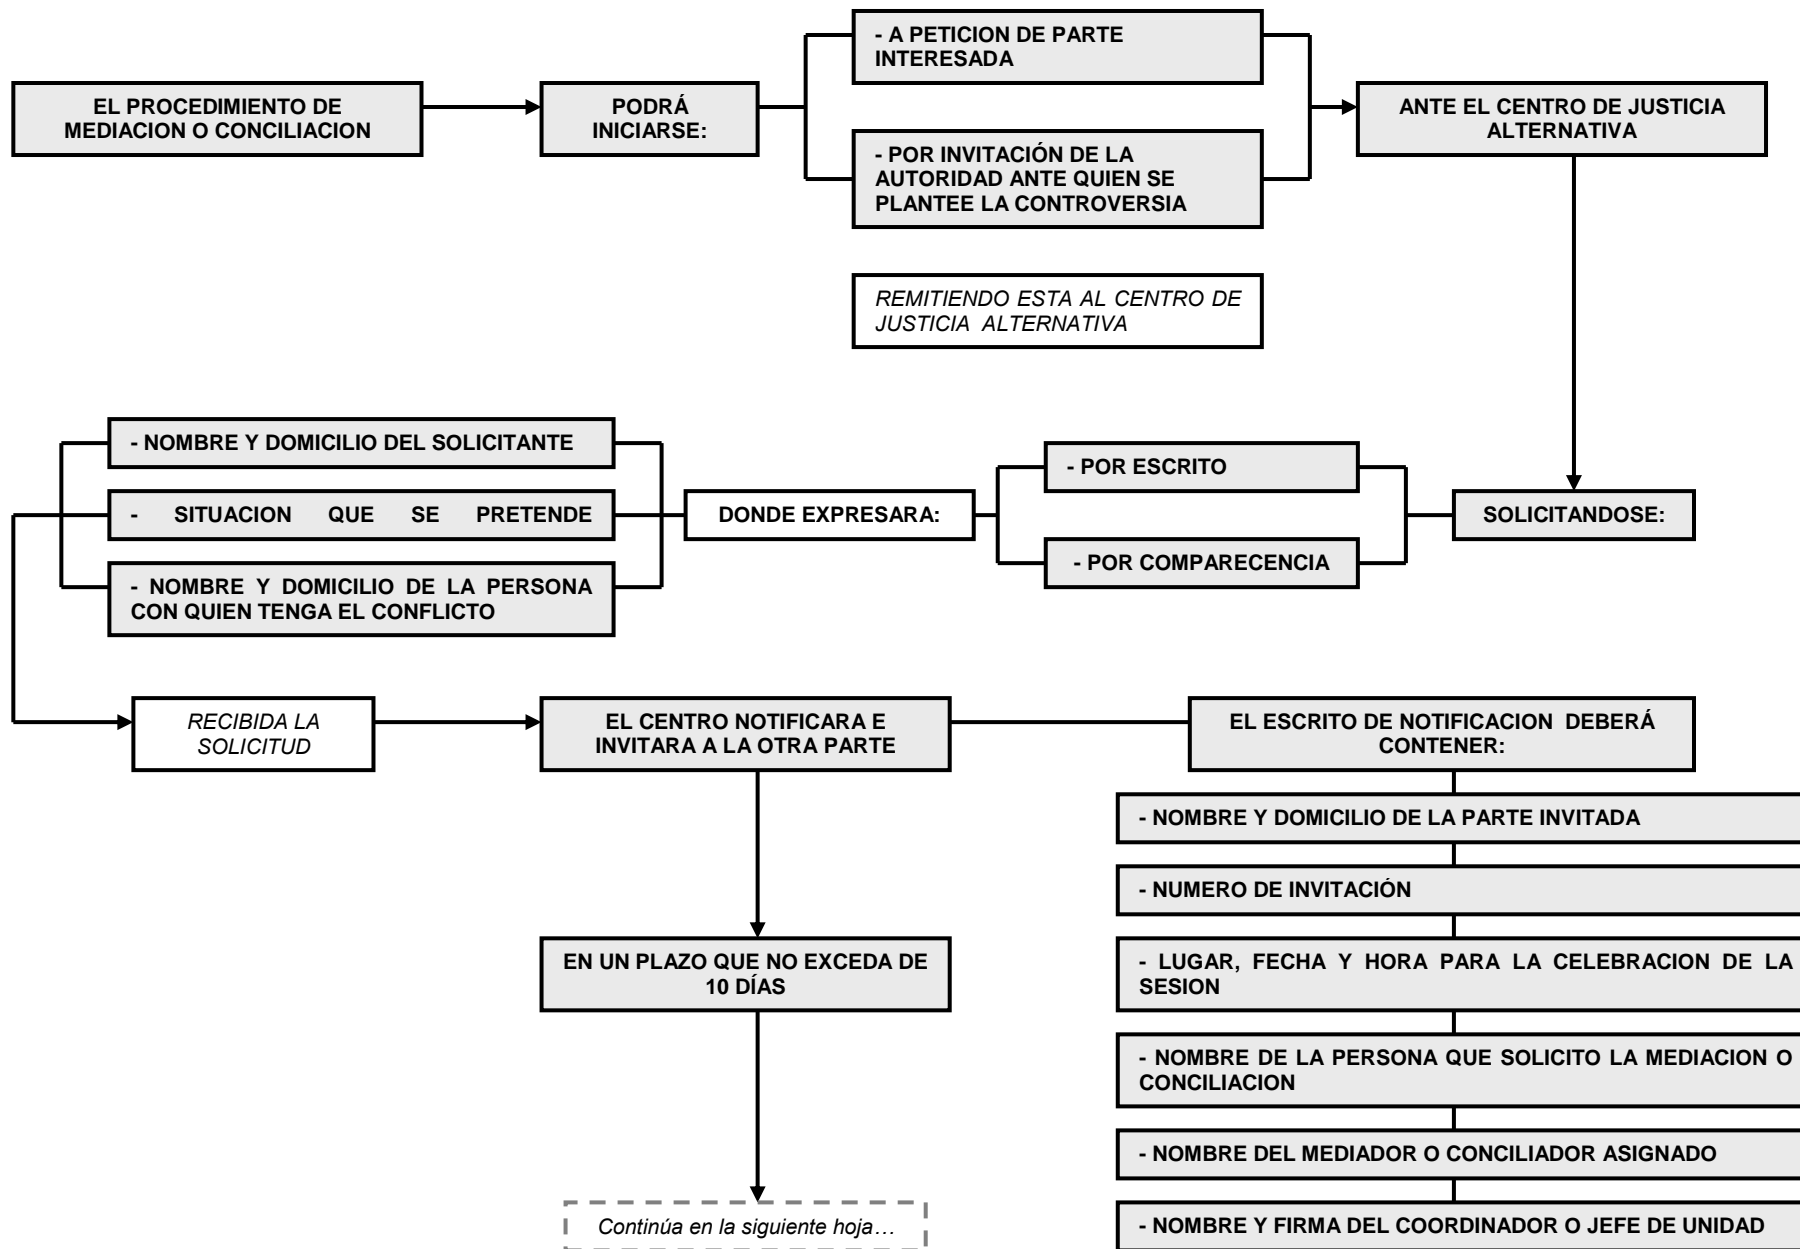 - A PETICION DE PARTE
INTERESADA
EL PROCEDIMIENTO DE
MEDIACION O CONCILIACION
PODRÁ
INICIARSE:
ANTE EL CENTRO DE JUSTICIA
ALTERNATIVA
- POR INVITACIÓN DE LA
AUTORIDAD ANTE QUIEN SE
PLANTEE LA CONTROVERSIA
REMITIENDO ESTA AL CENTRO DE
JUSTICIA ALTERNATIVA
SOLICITANDOSE:
- POR ESCRITO
- POR COMPARECENCIA
DONDE EXPRESARA:
- NOMBRE Y DOMICILIO DEL SOLICITANTE
- SITUACION QUE SE PRETENDE
- NOMBRE Y DOMICILIO DE LA PERSONA
CON QUIEN TENGA EL CONFLICTO
RECIBIDA LA
SOLICITUD
EL CENTRO NOTIFICARA E
INVITARA A LA OTRA PARTE
EL ESCRITO DE NOTIFICACION DEBERÁ
CONTENER:
- NOMBRE Y DOMICILIO DE LA PARTE INVITADA
- NUMERO DE INVITACIÓN
- LUGAR, FECHA Y HORA PARA LA CELEBRACION DE LA
SESION
- NOMBRE DE LA PERSONA QUE SOLICITO LA MEDIACION O
CONCILIACION
- NOMBRE DEL MEDIADOR O CONCILIADOR ASIGNADO
- NOMBRE Y FIRMA DEL COORDINADOR O JEFE DE UNIDAD
EN UN PLAZO QUE NO EXCEDA DE
10 DÍAS
Continúa en la siguiente hoja…